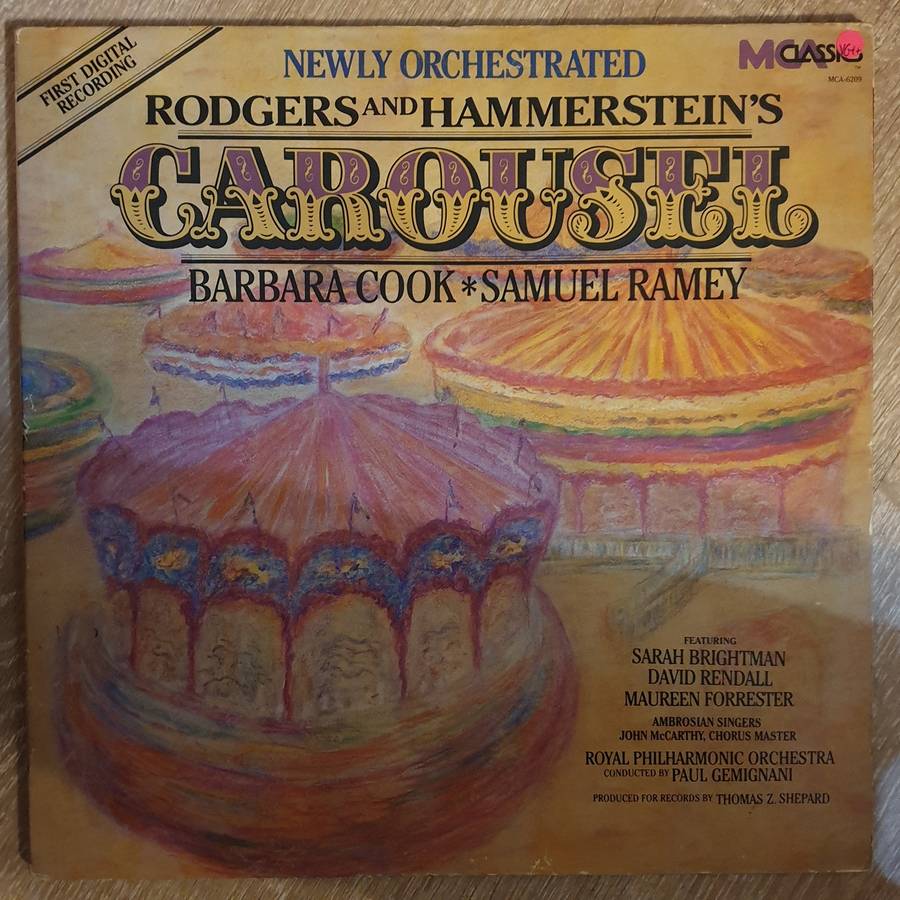 FIRST DIGITAL
RECORDING
NEWLY ORCHESTRATED
MCA CLASSICS
VG++
MCA-6209
RODGERS AND HAMMERSTEIN'S
CAROUSEL
BARBARA COOK * SAMUEL RAMEY
FEATURING
SARAH BRIGHTMAN
DAVID RENDALL
MAUREEN FORRESTER
AMBROSIAN SINGERS
JOHN McCARTHY, CHORUS MASTER
ROYAL PHILHARMONIC ORCHESTRA
CONDUCTED BY PAUL GEMIGNANI
PRODUCED FOR RECORDS BY THOMAS Z. SHEPARD